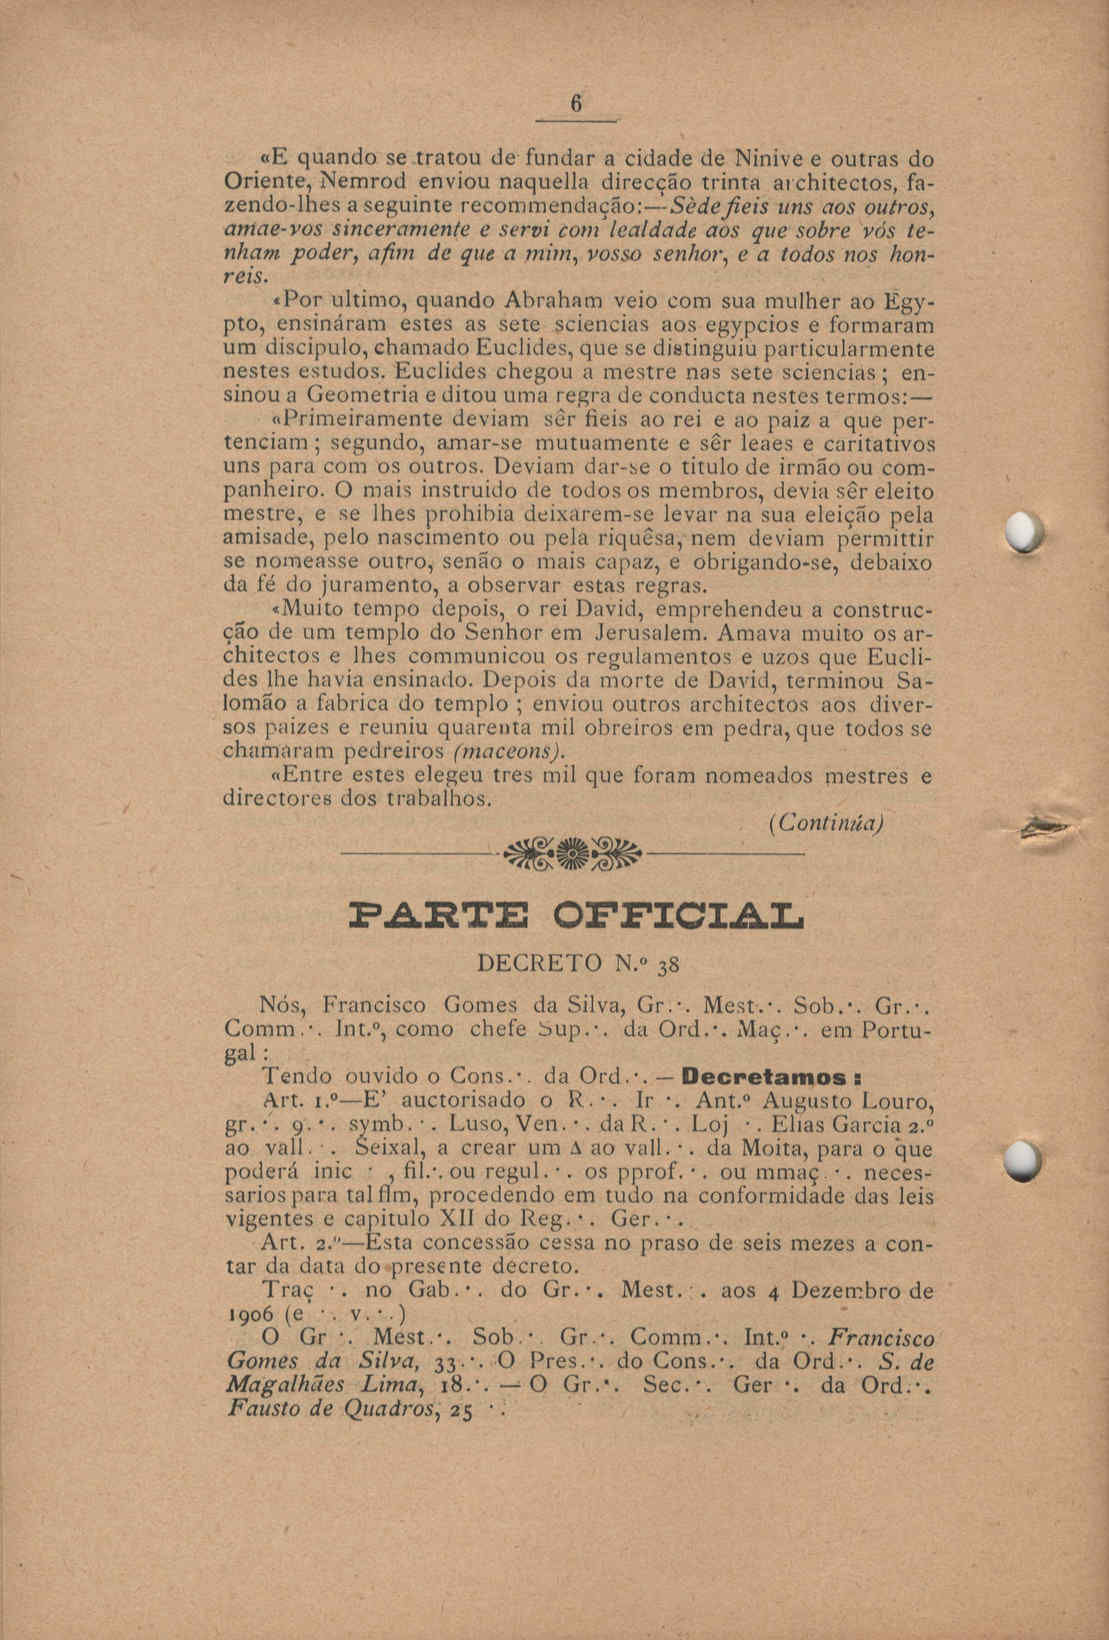 6
«E quando se tratou de fundar a cidade de Ninive e outras do
Oriente, Nemrod enviou naquella direcção trinta architectos, fa-
zendo-lhes a seguinte recommendação:—Sède fieis uns aos outros,
amae-vos sinceramente e servi com lealdade aos que sobre vós te-
nham poder, afim de que a mim, vosso senhor, e a todos nos hon-
reis.
«Por ultimo, quando Abraham veio com sua mulher ao Egy-
pto, ensináram estes as sete sciencias aos egypcios e formaram
um discipulo, chamado Euclides, que se distinguiu particularmente
nestes estudos. Euclides chegou a mestre nas sete sciencias; en-
sinou a Geometria e ditou uma regra de conducta nestes termos:—
«Primeiramente deviam sêr fieis ao rei e ao paiz a que per-
tenciam; segundo, amar-se mutuamente e sêr leaes e caritativos
uns para com os outros. Deviam dar-se o titulo de irmão ou com-
panheiro. O mais instruido de todos os membros, devia sêr eleito
mestre, e se lhes prohibia deixarem-se levar na sua eleição pela
amisade, pelo nascimento ou pela riquêsa, nem deviam permittir
se nomeasse outro, senão o mais capaz, e obrigando-se, debaixo
da fé do juramento, a observar estas regras.
«Muito tempo depois, o rei David, emprehendeu a construc-
ção de um templo do Senhor em Jerusalem. Amava muito os ar-
chitectos e lhes communicou os regulamentos e uzos que Eucli-
des lhe havia ensinado. Depois da morte de David, terminou Sa-
lomão a fabrica do templo; enviou outros architectos aos diver-
sos paizes e reuniu quarenta mil obreiros em pedra, que todos se
chamaram pedreiros (maceons).
«Entre estes elegeu tres mil que foram nomeados mestres e
directores dos trabalhos.
(Continúa)
PARTE OFFICIAL
DECRETO N.º 38
Nós, Francisco Gomes da Silva, Gr.·. Mest.·. Sob.·. Gr.·.
Comm.·. Int.º, como chefe Sup.·. da Ord.·. Maç.·. em Portu-
gal:
Tendo ouvido o Cons.·. da Ord.·. — Decretamos:
Art. 1.º—E' auctorisado o R.·. Ir ·. Ant.º Augusto Louro,
gr.·. 9.·. symb.·. Luso, Ven.·. da R.·. Loj ·. Elias Garcia 2.º
ao vall.·. Seixal, a crear um Δ ao vall.·. da Moita, para o que
poderá inic · , fil.·. ou regul.·. os pprof.·. ou mmaç.·. neces-
sarios para tal fim, procedendo em tudo na conformidade das leis
vigentes e capitulo XII do Reg.·. Ger.·.
Art. 2.º—Esta concessão cessa no praso de seis mezes a con-
tar da data do presente decreto.
Traç ·. no Gab.·. do Gr.·. Mest.·. aos 4 Dezembro de
1906 (e ·. v.·.)
O Gr ·. Mest.·. Sob.·. Gr.·. Comm.·. Int.º ·. Francisco
Gomes da Silva, 33.·. O Pres.·. do Cons.·. da Ord.·. S. de
Magalhães Lima, 18.·. — O Gr.·. Sec.·. Ger ·. da Ord.·.
Fausto de Quadros, 25 ·.